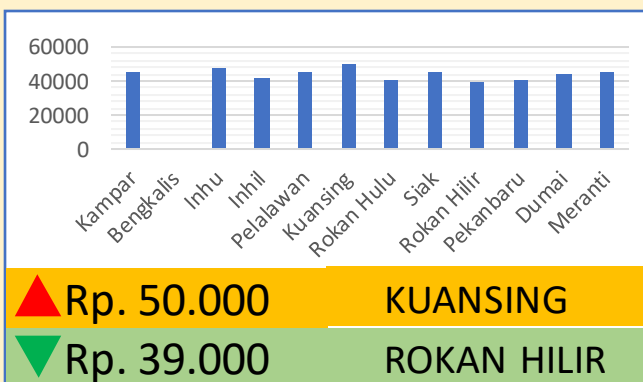 60000
40000
20000
0
Kampar
Bengkalis
Inhu
Inhil
Pelalawan
Kuansing
Rokan Hulu
Siak
Rokan Hilir
Pekanbaru
Dumai
Meranti
Rp. 50.000 KUANSING
Rp. 39.000 ROKAN HILIR